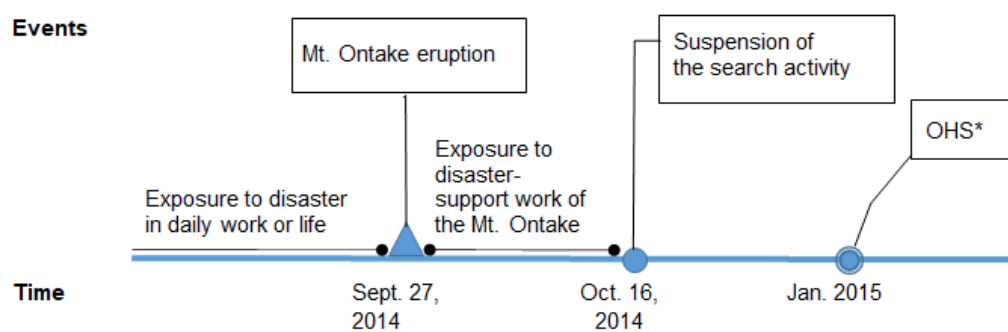 Events
Mt. Ontake eruption
Suspension of
the search activity
OHS*
Exposure to disaster
in daily work or life
Exposure to
disaster-
support work of
the Mt. Ontake
Time
Sept. 27,
2014
Oct. 16,
2014
Jan. 2015